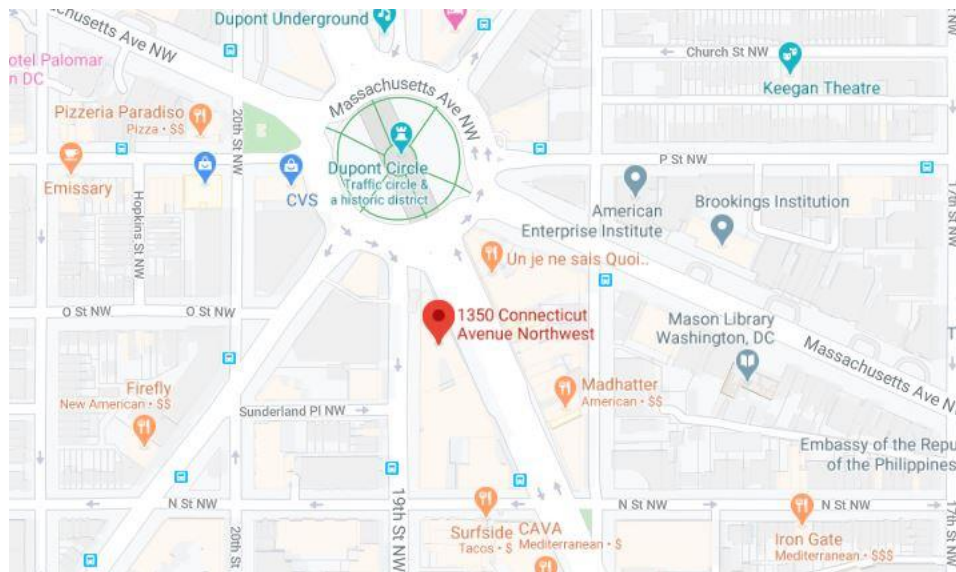 Dupont Underground
Massachusetts Ave NW
Church St NW
otel Palomar
n DC
Keegan Theatre
Massachusetts Ave NW
Pizzeria Paradiso
Pizza • $$
20th St NW
P St NW
Dupont Circle
Traffic circle &
a historic district
Emissary
CVS
Hopkins St NW
American
Enterprise Institute
Brookings Institution
17th St NW
Un je ne sais Quoi..
O St NW
O St NW
1350 Connecticut
Avenue Northwest
Mason Library
Washington, DC
T
Massachusetts Ave N
Firefly
New American • $$
Madhatter
American • $$
Sunderland Pl NW
Embassy of the Repu
of the Philippines
N St NW
19th St NW
N St NW
N St NW
17th St NW
20th St
Surfside
Tacos • $
CAVA
Mediterranean • $
Iron Gate
Mediterranean • $$$